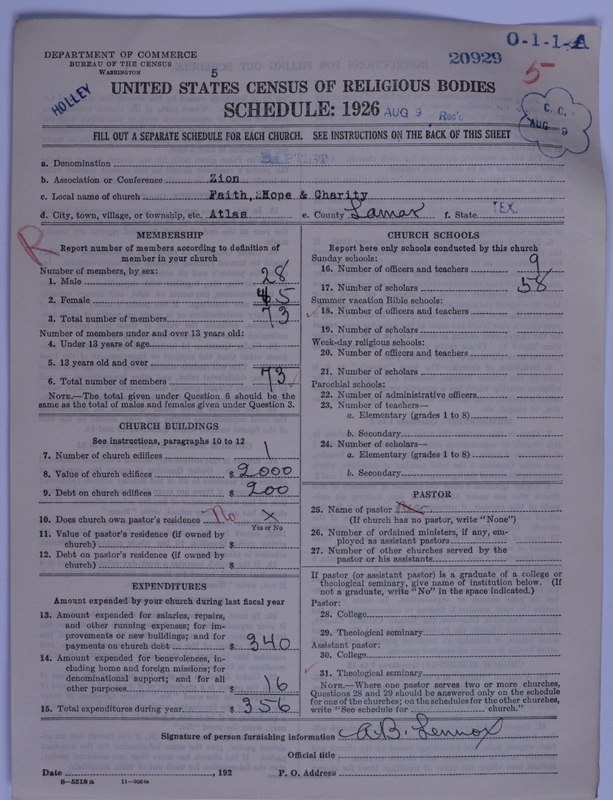 O-1-1-A
20929
5
DEPARTMENT OF COMMERCE
BUREAU OF THE CENSUS
WASHINGTON
5
HOLLEY
UNITED STATES CENSUS OF RELIGIOUS BODIES
SCHEDULE: 1926
AUG 9 Rec'd
C. C.
AUG 9
FILL OUT A SEPARATE SCHEDULE FOR EACH CHURCH. SEE INSTRUCTIONS ON THE BACK OF THIS SHEET
a. Denomination
b. Association or Conference Zion
c. Local name of church Faith, Hope & Charity
d. City, town, village, or township, etc. Atlas e. County Lamar f. State TEX
R
MEMBERSHIP
Report number of members according to definition of
member in your church
Number of members, by sex:
1. Male 28
2. Female 45
3. Total number of members 73
Number of members under and over 13 years old:
4. Under 13 years of age
5. 13 years old and over
6. Total number of members 73
NOTE.—The total given under Question 6 should be the
same as the total of males and females given under Question 3.
CHURCH BUILDINGS
See instructions, paragraphs 10 to 12
7. Number of church edifices 1
8. Value of church edifices $ 2000
9. Debt on church edifices $ 200
10. Does church own pastor's residence No X
Yes or No
11. Value of pastor's residence (if owned by
church) $
12. Debt on pastor's residence (if owned by
church) $
EXPENDITURES
Amount expended by your church during last fiscal year
13. Amount expended for salaries, repairs,
and other running expenses; for im-
provements or new buildings; and for
payments on church debt $ 340
14. Amount expended for benevolences, in-
cluding home and foreign missions; for
denominational support; and for all
other purposes $ 16
15. Total expenditures during year $ 356
CHURCH SCHOOLS
Report here only schools conducted by this church
Sunday schools:
16. Number of officers and teachers 9
17. Number of scholars 58
Summer vacation Bible schools:
18. Number of officers and teachers
19. Number of scholars
Week-day religious schools:
20. Number of officers and teachers
21. Number of scholars
Parochial schools:
22. Number of administrative officers
23. Number of teachers—
a. Elementary (grades 1 to 8)
b. Secondary
24. Number of scholars—
a. Elementary (grades 1 to 8)
b. Secondary
PASTOR
25. Name of pastor
(If church has no pastor, write "None")
26. Number of ordained ministers, if any, em-
ployed as assistant pastors
27. Number of other churches served by the
pastor or his assistants
If pastor (or assistant pastor) is a graduate of a college or
theological seminary, give name of institution below. (If
not a graduate, write "No" in the space indicated.)
Pastor:
28. College
29. Theological seminary
Assistant pastor:
30. College
31. Theological seminary
NOTE.—Where one pastor serves two or more churches,
Questions 28 and 29 should be answered only on the schedule
for one of the churches; on the schedules for the other churches,
write "See schedule for church."
Signature of person furnishing information A. B. Lennox
Official title
Date , 192 P. O. Address